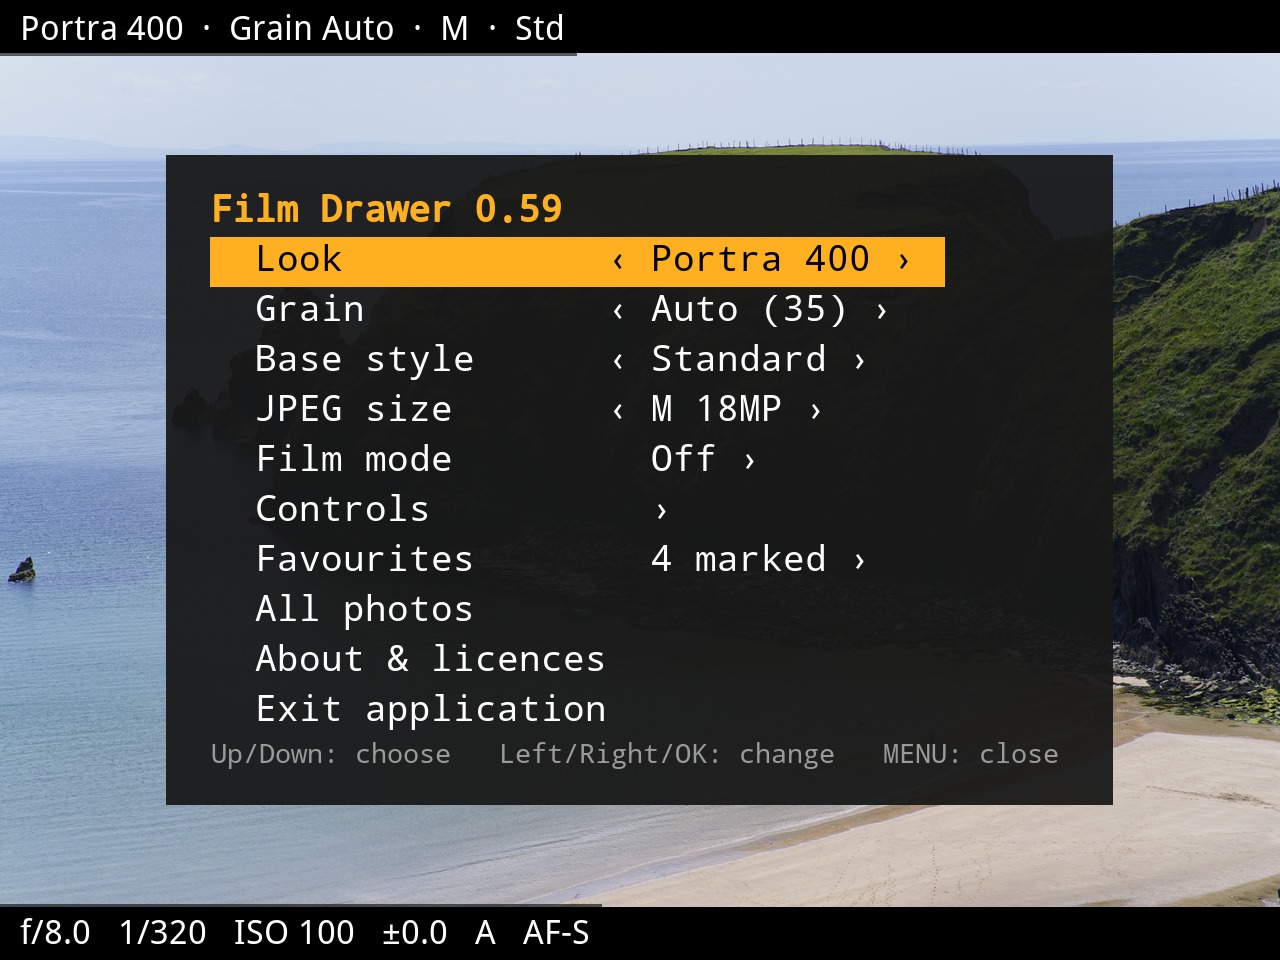 Portra 400 · Grain Auto · M · Std
Film Drawer 0.59
Look ‹ Portra 400 ›
Grain ‹ Auto (35) ›
Base style ‹ Standard ›
JPEG size ‹ M 18MP ›
Film mode Off ›
Controls ›
Favourites 4 marked ›
All photos
About & licences
Exit application
Up/Down: choose Left/Right/OK: change MENU: close
f/8.0 1/320 ISO 100 ±0.0 A AF-S